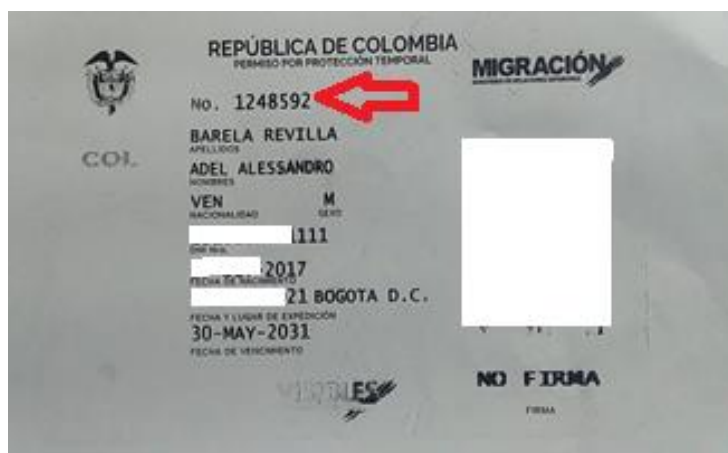 REPÚBLICA DE COLOMBIA
PERMISO POR PROTECCIÓN TEMPORAL
MIGRACIÓN
No. 1248592
BARELA REVILLA
APELLIDOS
COL
ADEL ALESSANDRO
NOMBRES
VEN M
NACIONALIDAD SEXO
1111
2017
FECHA DE NACIMIENTO
21 BOGOTA D.C.
FECHA Y LUGAR DE EXPEDICIÓN
30-MAY-2031
FECHA DE VENCIMIENTO
NO FIRMA
FIRMA